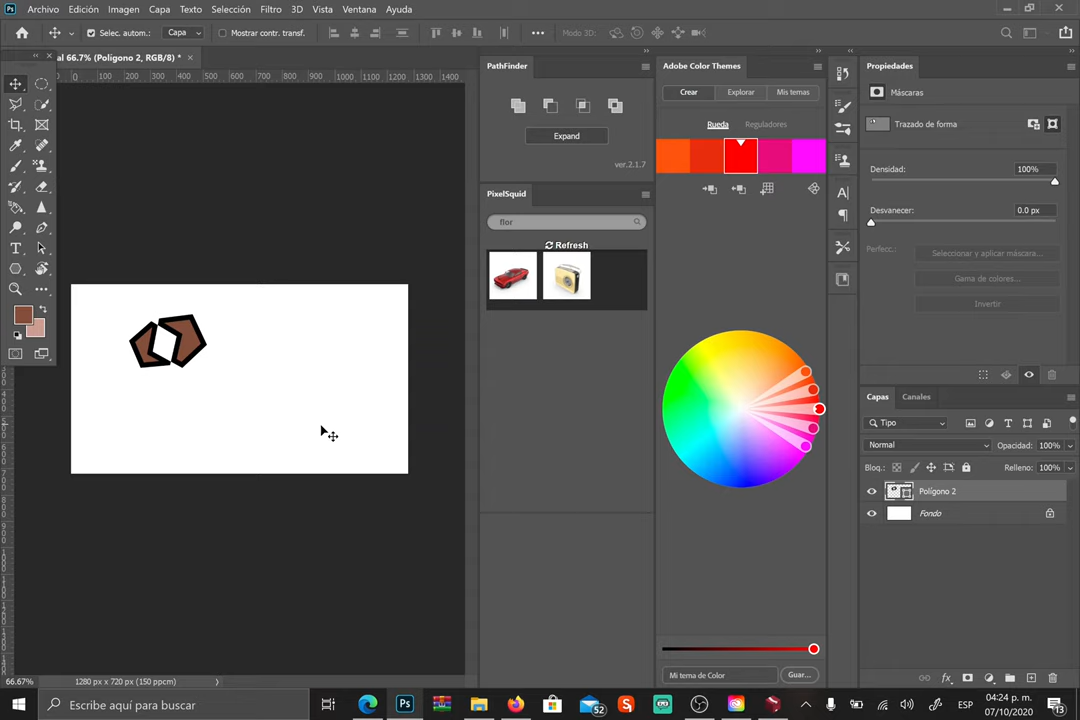 Ps Archivo Edición Imagen Capa Texto Selección Filtro 3D Vista Ventana Ayuda
Selec. autom.: Capa Mostrar contr. transf. Modo 3D:
al 66.7% (Polígono 2, RGB/8) *
0 100 200 300 400 500 600 700 800 900 1000 1100 1200 1300 1400
PathFinder
Expand
ver.2.1.7
PixelSquid
flor
Refresh
Adobe Color Themes
Crear Explorar Mis temas
Rueda Reguladores
Mi tema de Color Guar...
Propiedades
Máscaras
Trazado de forma
Densidad: 100%
Desvanecer: 0.0 px
Perfecc.: Seleccionar y aplicar máscara...
Gama de colores...
Invertir
Capas Canales
Tipo
Normal Opacidad: 100%
Bloq.: Relleno: 100%
Polígono 2
Fondo
66.67% 1280 px x 720 px (150 ppcm)
Escribe aquí para buscar
Ps
52
ESP
04:24 p. m.
07/10/2020
13